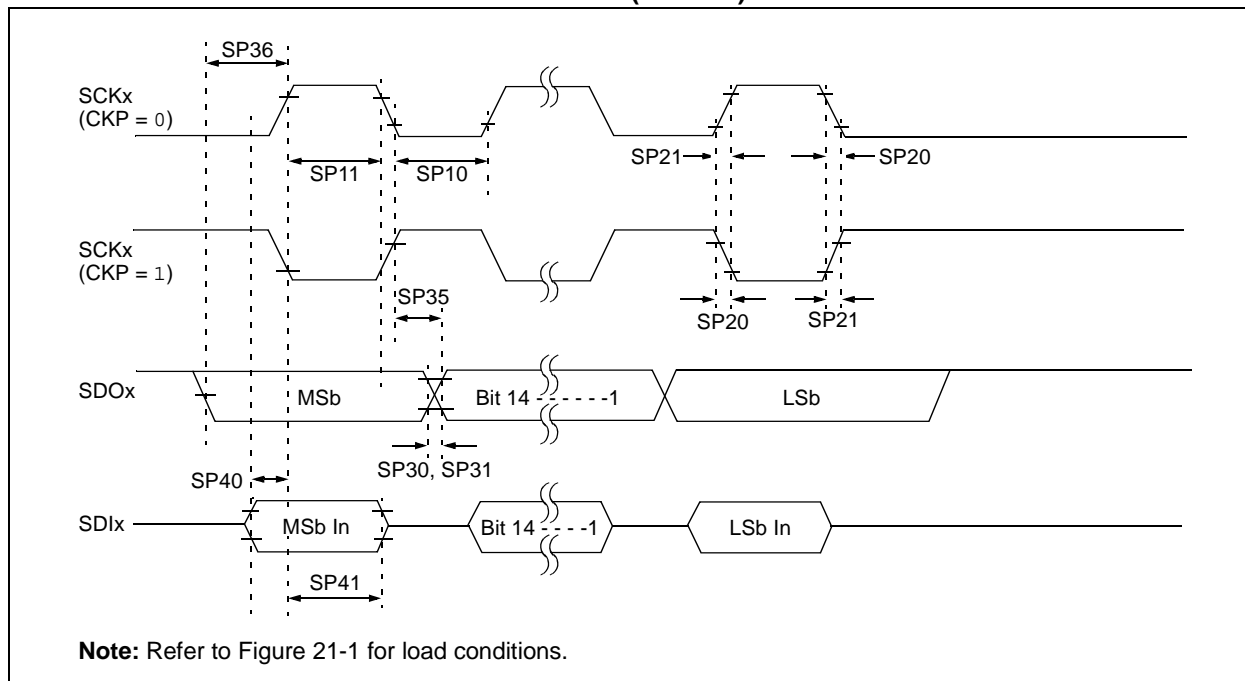 SP36
SCKx
(CKP = 0)
SP11
SP10
SP21
SP20
SCKx
(CKP = 1)
SP35
SP20
SP21
SDOx
MSb
Bit 14 - - - - - -1
LSb
SP30, SP31
SP40
SDIx
MSb In
Bit 14 - - - -1
LSb In
SP41
Note: Refer to Figure 21-1 for load conditions.